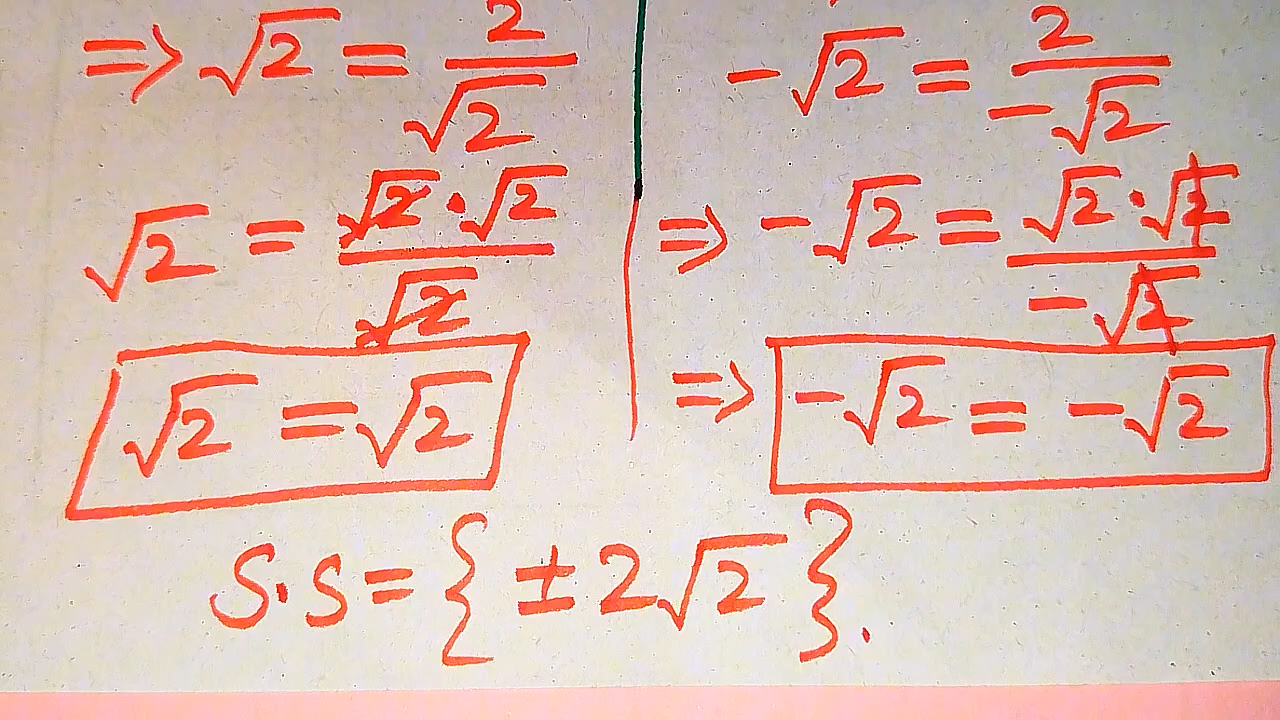 ⇒ √2 = 2/√2
√2 = √2·√2/√2
√2 = √2
-√2 = 2/-√2
⇒ -√2 = √2·√2/-√2
⇒ -√2 = -√2
S.S = { ± 2√2 }.